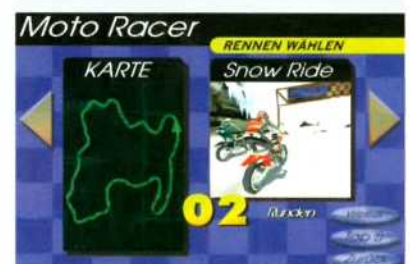 Moto Racer
RENNEN WÄHLEN
KARTE
Snow Ride
02 Runden